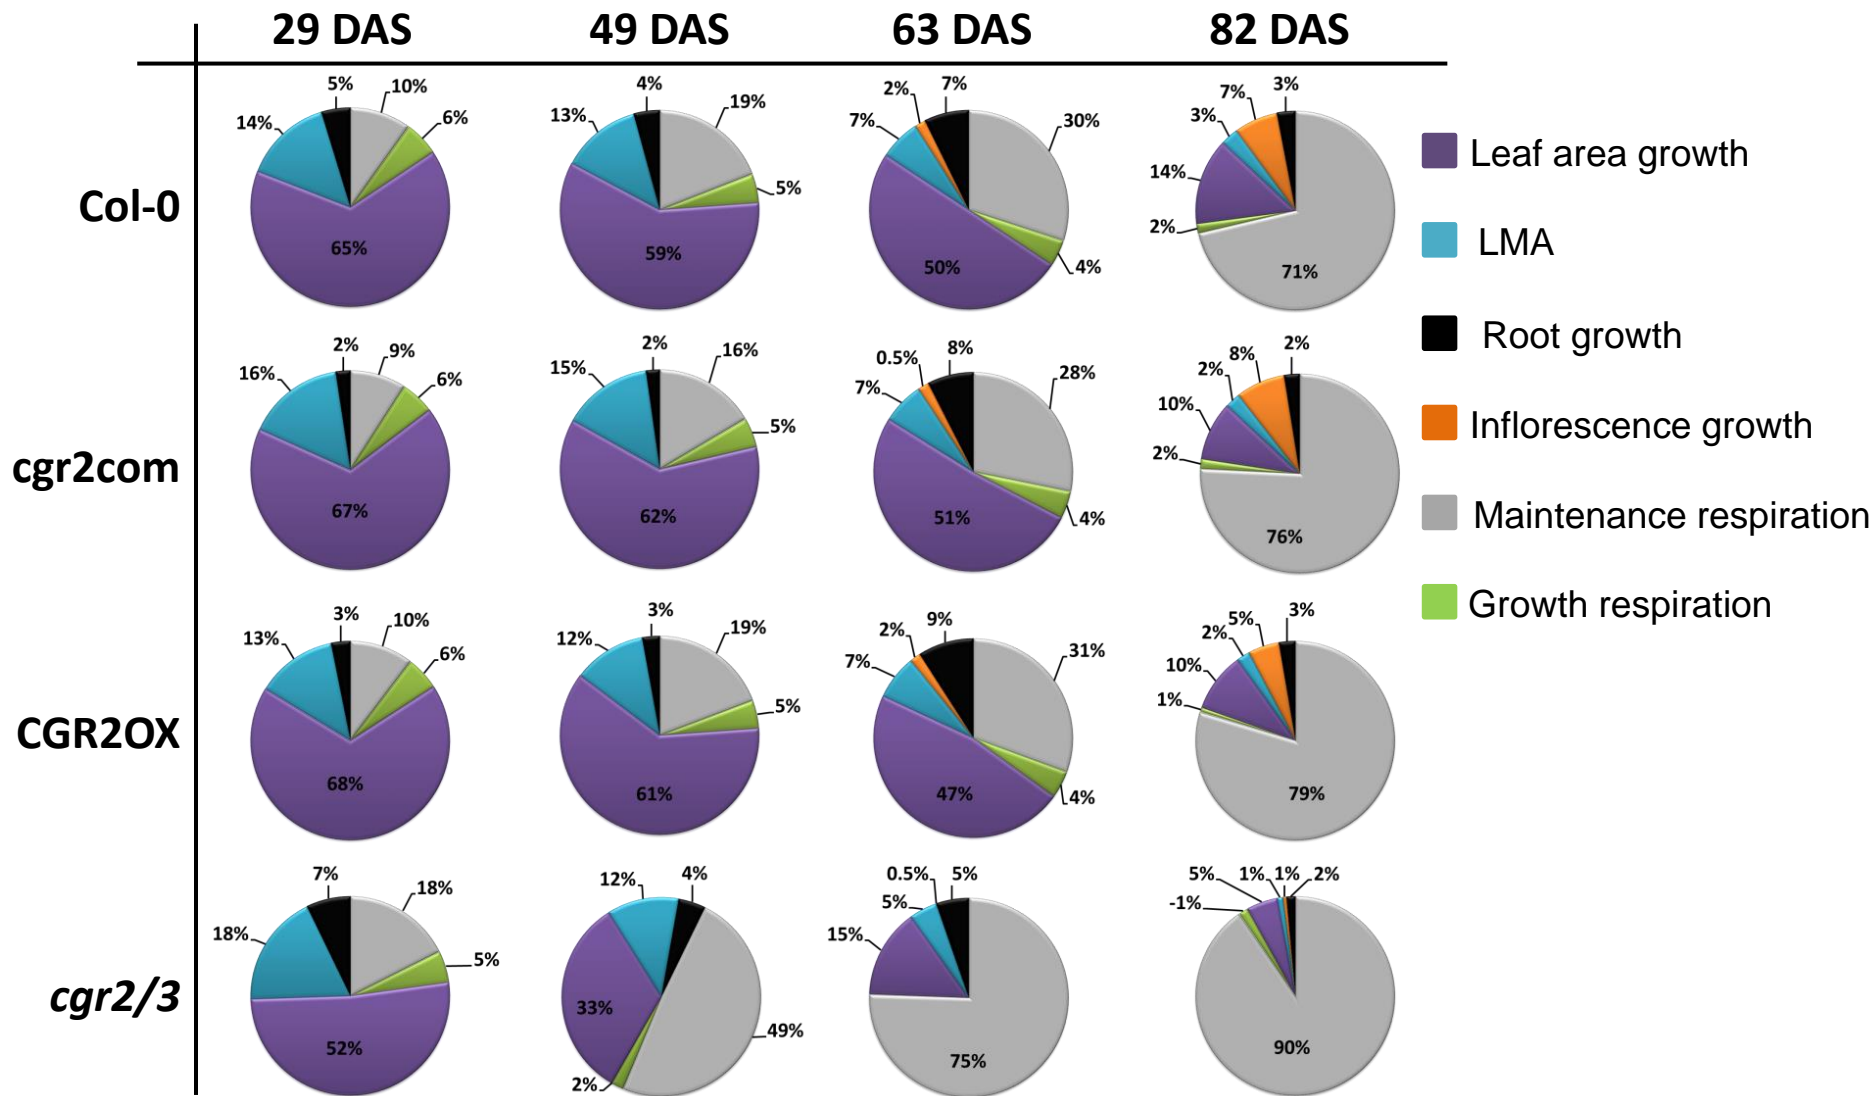 29 DAS 49 DAS 63 DAS 82 DAS
Col-0
5% 10% 6% 14% 65%
4% 19% 13% 5% 59%
2% 7% 30% 7% 4% 50%
3% 7% 3% 14% 2% 71%
cgr2com
2% 9% 6% 16% 67%
2% 16% 15% 5% 62%
0.5% 8% 28% 7% 4% 51%
2% 8% 2% 10% 2% 76%
CGR2OX
3% 10% 6% 13% 68%
3% 19% 12% 5% 61%
2% 9% 31% 7% 4% 47%
3% 5% 2% 10% 1% 79%
cgr2/3
7% 18% 18% 5% 52%
12% 4% 33% 49% 2%
0.5% 5% 5% 15% 75%
5% 1% 1% 2% -1% 90%
Leaf area growth
LMA
Root growth
Inflorescence growth
Maintenance respiration
Growth respiration